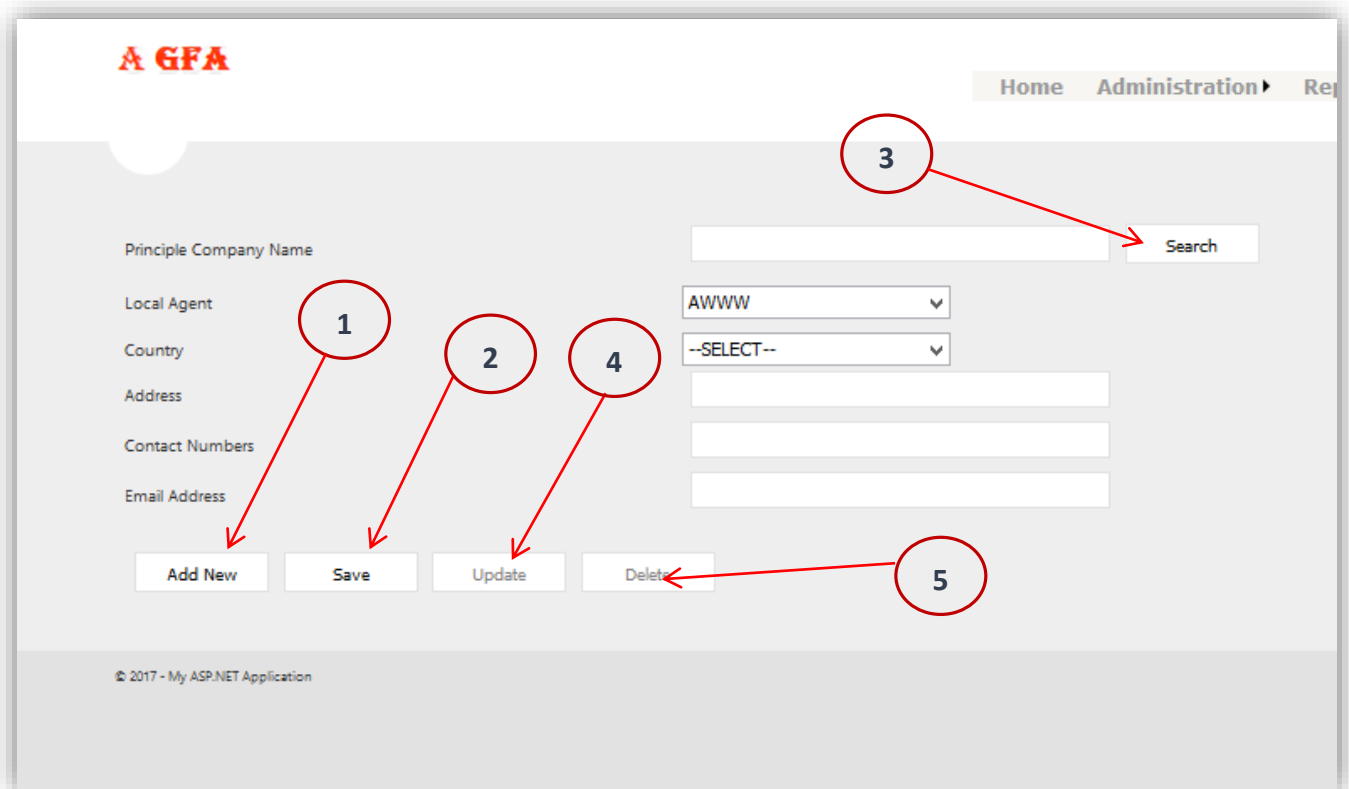 A GFA
Home Administration Rep
3
Principle Company Name Search
Local Agent AWWW
1
Country --SELECT--
2
4
Address
Contact Numbers
Email Address
Add New Save Update Delete
5
© 2017 - My ASP.NET Application